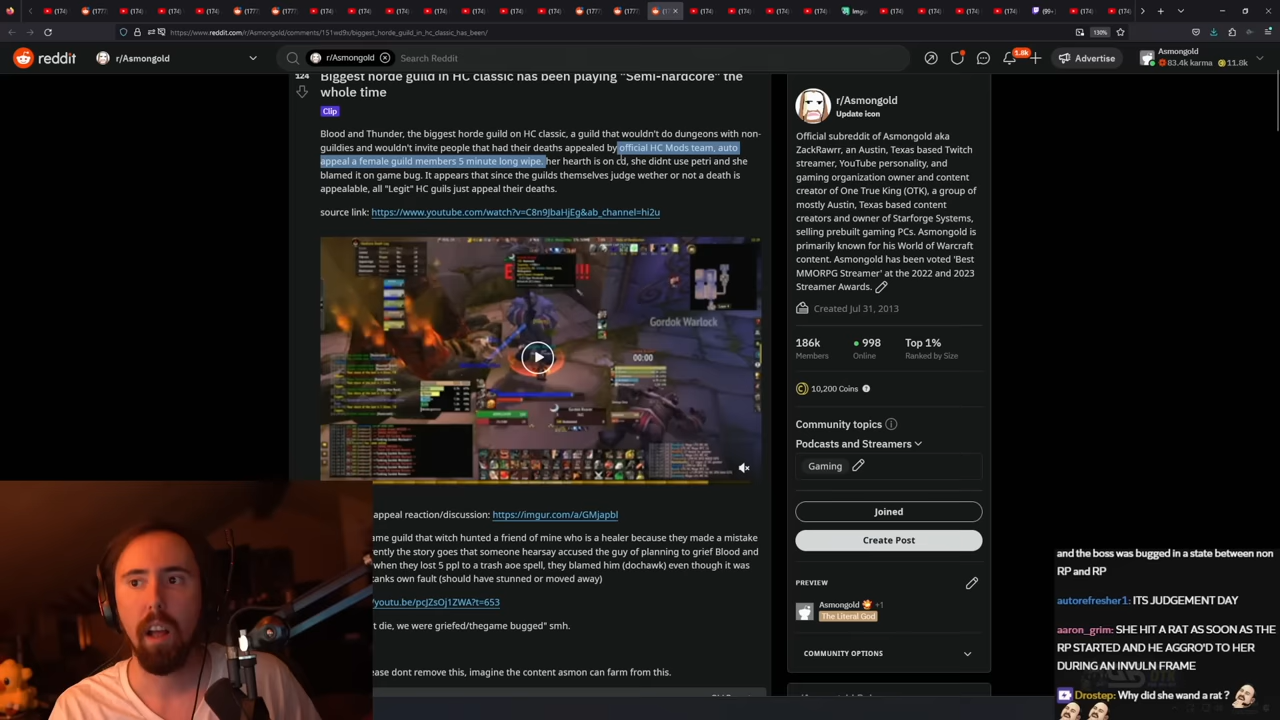 https://www.reddit.com/r/Asmongold/comments/151wd9s/biggest_horde_guild_in_hc_classic_has_been/
130%
reddit
r/Asmongold
r/Asmongold
Search Reddit
1.8k
Advertise
Asmongold
83.4k karma
11.8k
124
Biggest horde guild in HC classic has been playing "Semi-hardcore" the
whole time
Clip
Blood and Thunder, the biggest horde guild on HC classic, a guild that wouldn't do dungeons with non-
guildies and wouldn't invite people that had their deaths appealed by official HC Mods team, auto
appeal a female guild members 5 minute long wipe. her hearth is on cd, she didnt use petri and she
blamed it on game bug. It appears that since the guilds themselves judge wether or not a death is
appealable, all "Legit" HC guils just appeal their deaths.
source link: https://www.youtube.com/watch?v=C8n9JbaHjEg&ab_channel=hi2u
Gordok Warlock
00:00
appeal reaction/discussion: https://imgur.com/a/GMjapbl
ame guild that witch hunted a friend of mine who is a healer because they made a mistake
rently the story goes that someone hearsay accused the guy of planning to grief Blood and
when they lost 5 ppl to a trash aoe spell, they blamed him (dochawk) even though it was
tanks own fault (should have stunned or moved away)
youtu.be/pcJZsOj1ZWA?t=653
t die, we were griefed/thegame bugged" smh.
ease dont remove this, imagine the content asmon can farm from this.
r/Asmongold
Update icon
Official subreddit of Asmongold aka
ZackRawrr, an Austin, Texas based Twitch
streamer, YouTube personality, and
gaming organization owner and content
creator of One True King (OTK), a group of
mostly Austin, Texas based content
creators and owner of Starforge Systems,
selling prebuilt gaming PCs. Asmongold is
primarily known for his World of Warcraft
content. Asmongold has been voted 'Best
MMORPG Streamer' at the 2022 and 2023
Streamer Awards.
Created Jul 31, 2013
186k
998
Top 1%
Members
Online
Ranked by Size
10,200 Coins
Community topics
Podcasts and Streamers
Gaming
Joined
Create Post
PREVIEW
Asmongold +1
The Literal God
COMMUNITY OPTIONS
and the boss was bugged in a state between non
RP and RP
autorefresher1: ITS JUDGEMENT DAY
aaron_grim: SHE HIT A RAT AS SOON AS THE
RP STARTED AND HE AGGRO'D TO HER
DURING AN INVULN FRAME
Drostep: Why did she wand a rat ?